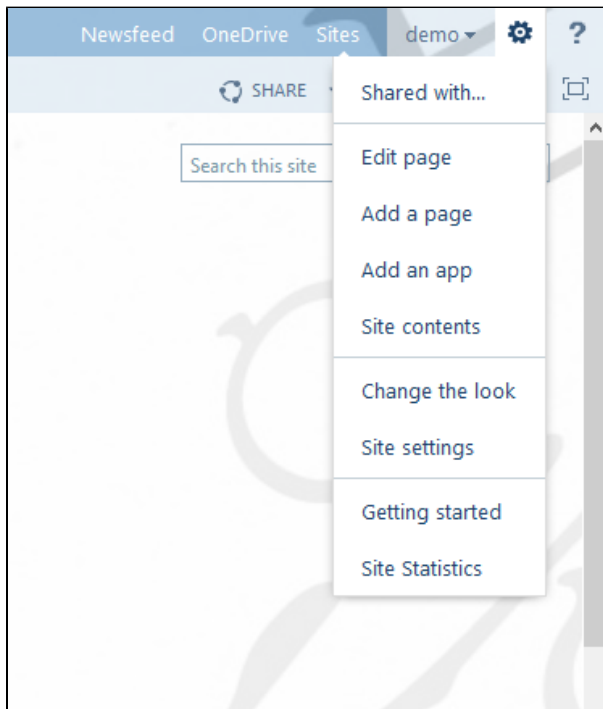 Newsfeed OneDrive Sites demo ?
SHARE
Shared with...
Search this site
Edit page
Add a page
Add an app
Site contents
Change the look
Site settings
Getting started
Site Statistics